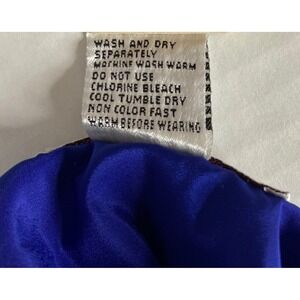 WASH AND DRY
SEPARATELY
MACHINE WASH WARM
DO NOT USE
CHLORINE BLEACH
COOL TUMBLE DRY
NON COLOR FAST
WARM BEFORE WEARING